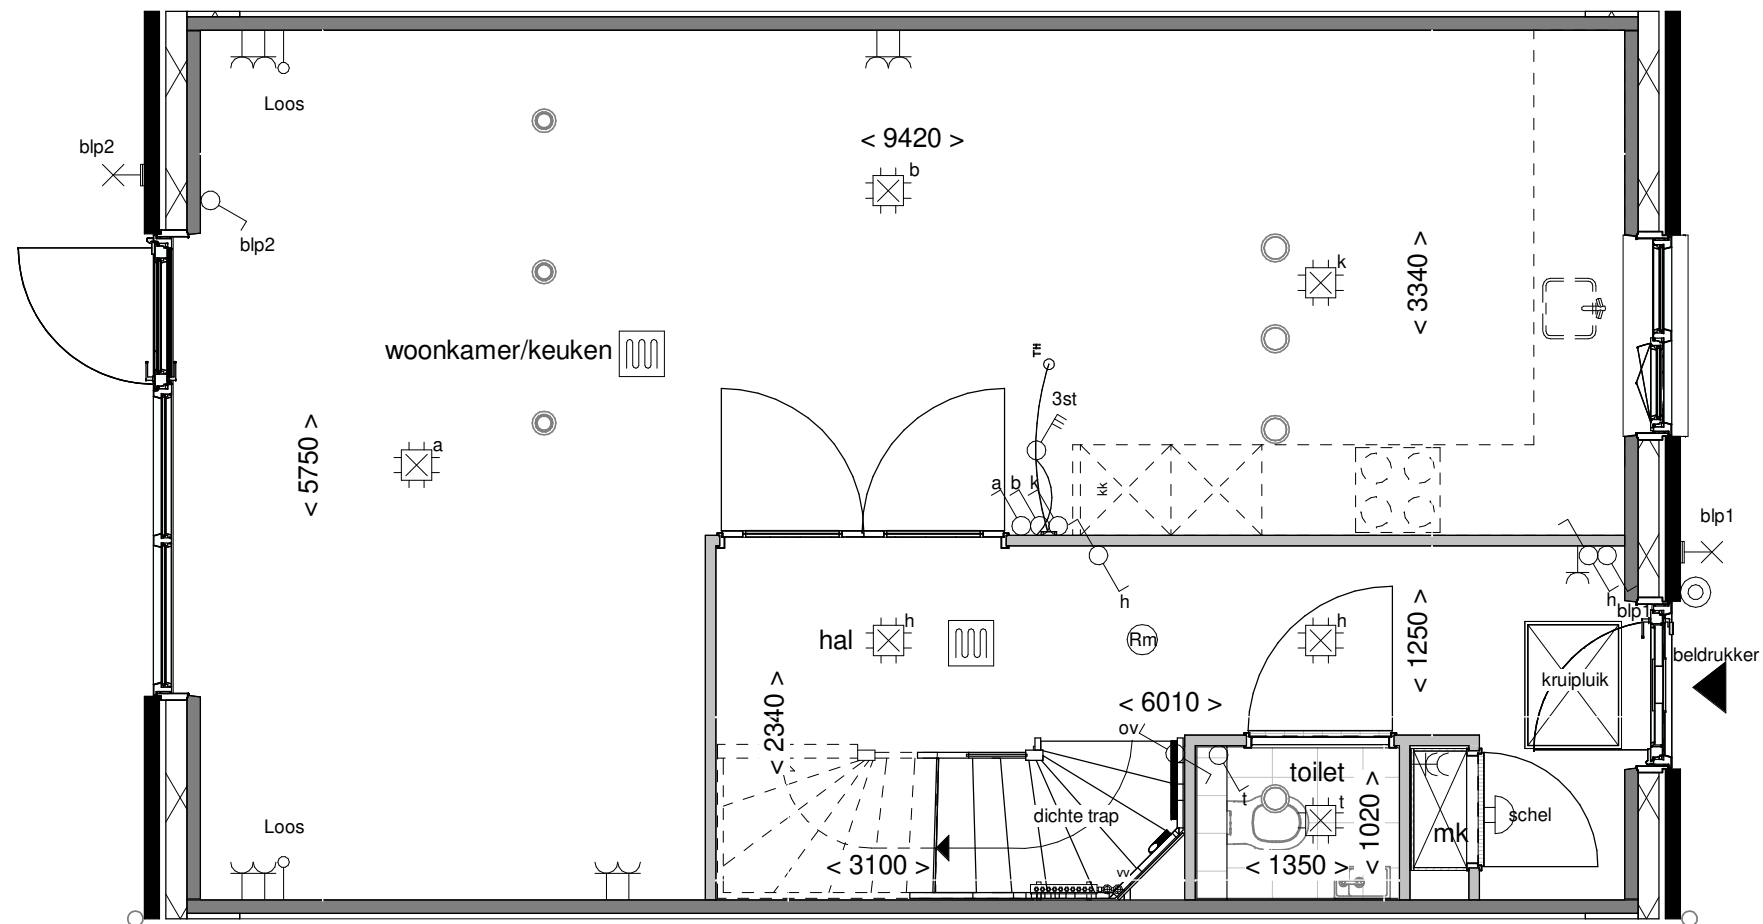 Loos
blp2
< 9420 >
b
blp2
k
< 3340 >
woonkamer/keuken
TH
3st
a
< 5750 >
a
b
k
kk
blp1
h
h
blp1
hal
h
Rm
h
< 1250 >
beldrukker
kruipluik
< 2340 >
< 6010 >
ov
toilet
t
t
< 1020 >
dichte trap
mk
schel
Loos
< 3100 >
vv
< 1350 >